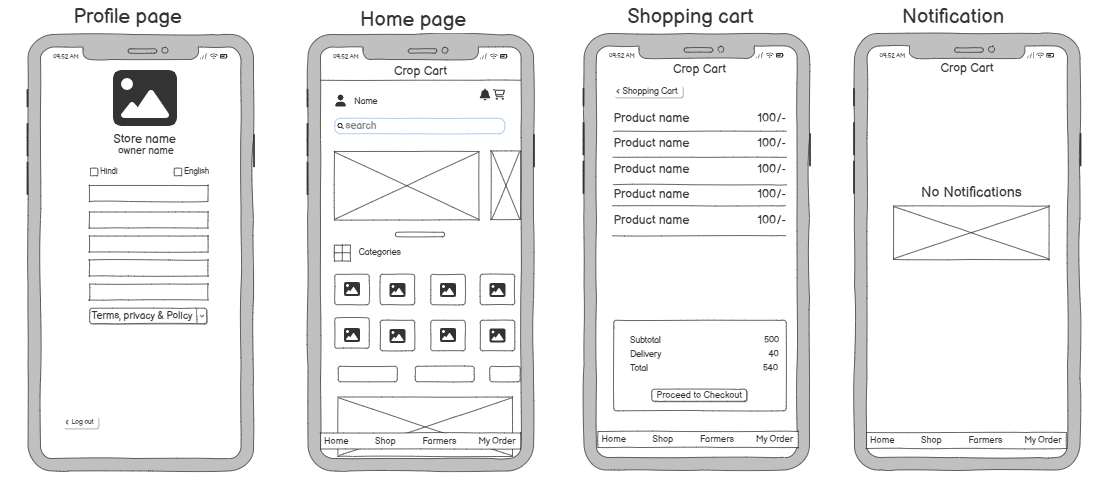 Profile page
09:52 AM
Store name
owner name
Hindi
English
Terms, privacy & Policy
Log out
Home page
09:52 AM
Crop Cart
Name
search
Categories
Home Shop Farmers My Order
Shopping cart
09:52 AM
Crop Cart
< Shopping Cart
Product name 100/-
Product name 100/-
Product name 100/-
Product name 100/-
Product name 100/-
Subtotal 500
Delivery 40
Total 540
Proceed to Checkout
Home Shop Farmers My Order
Notification
09:52 AM
Crop Cart
No Notifications
Home Shop Farmers My Order